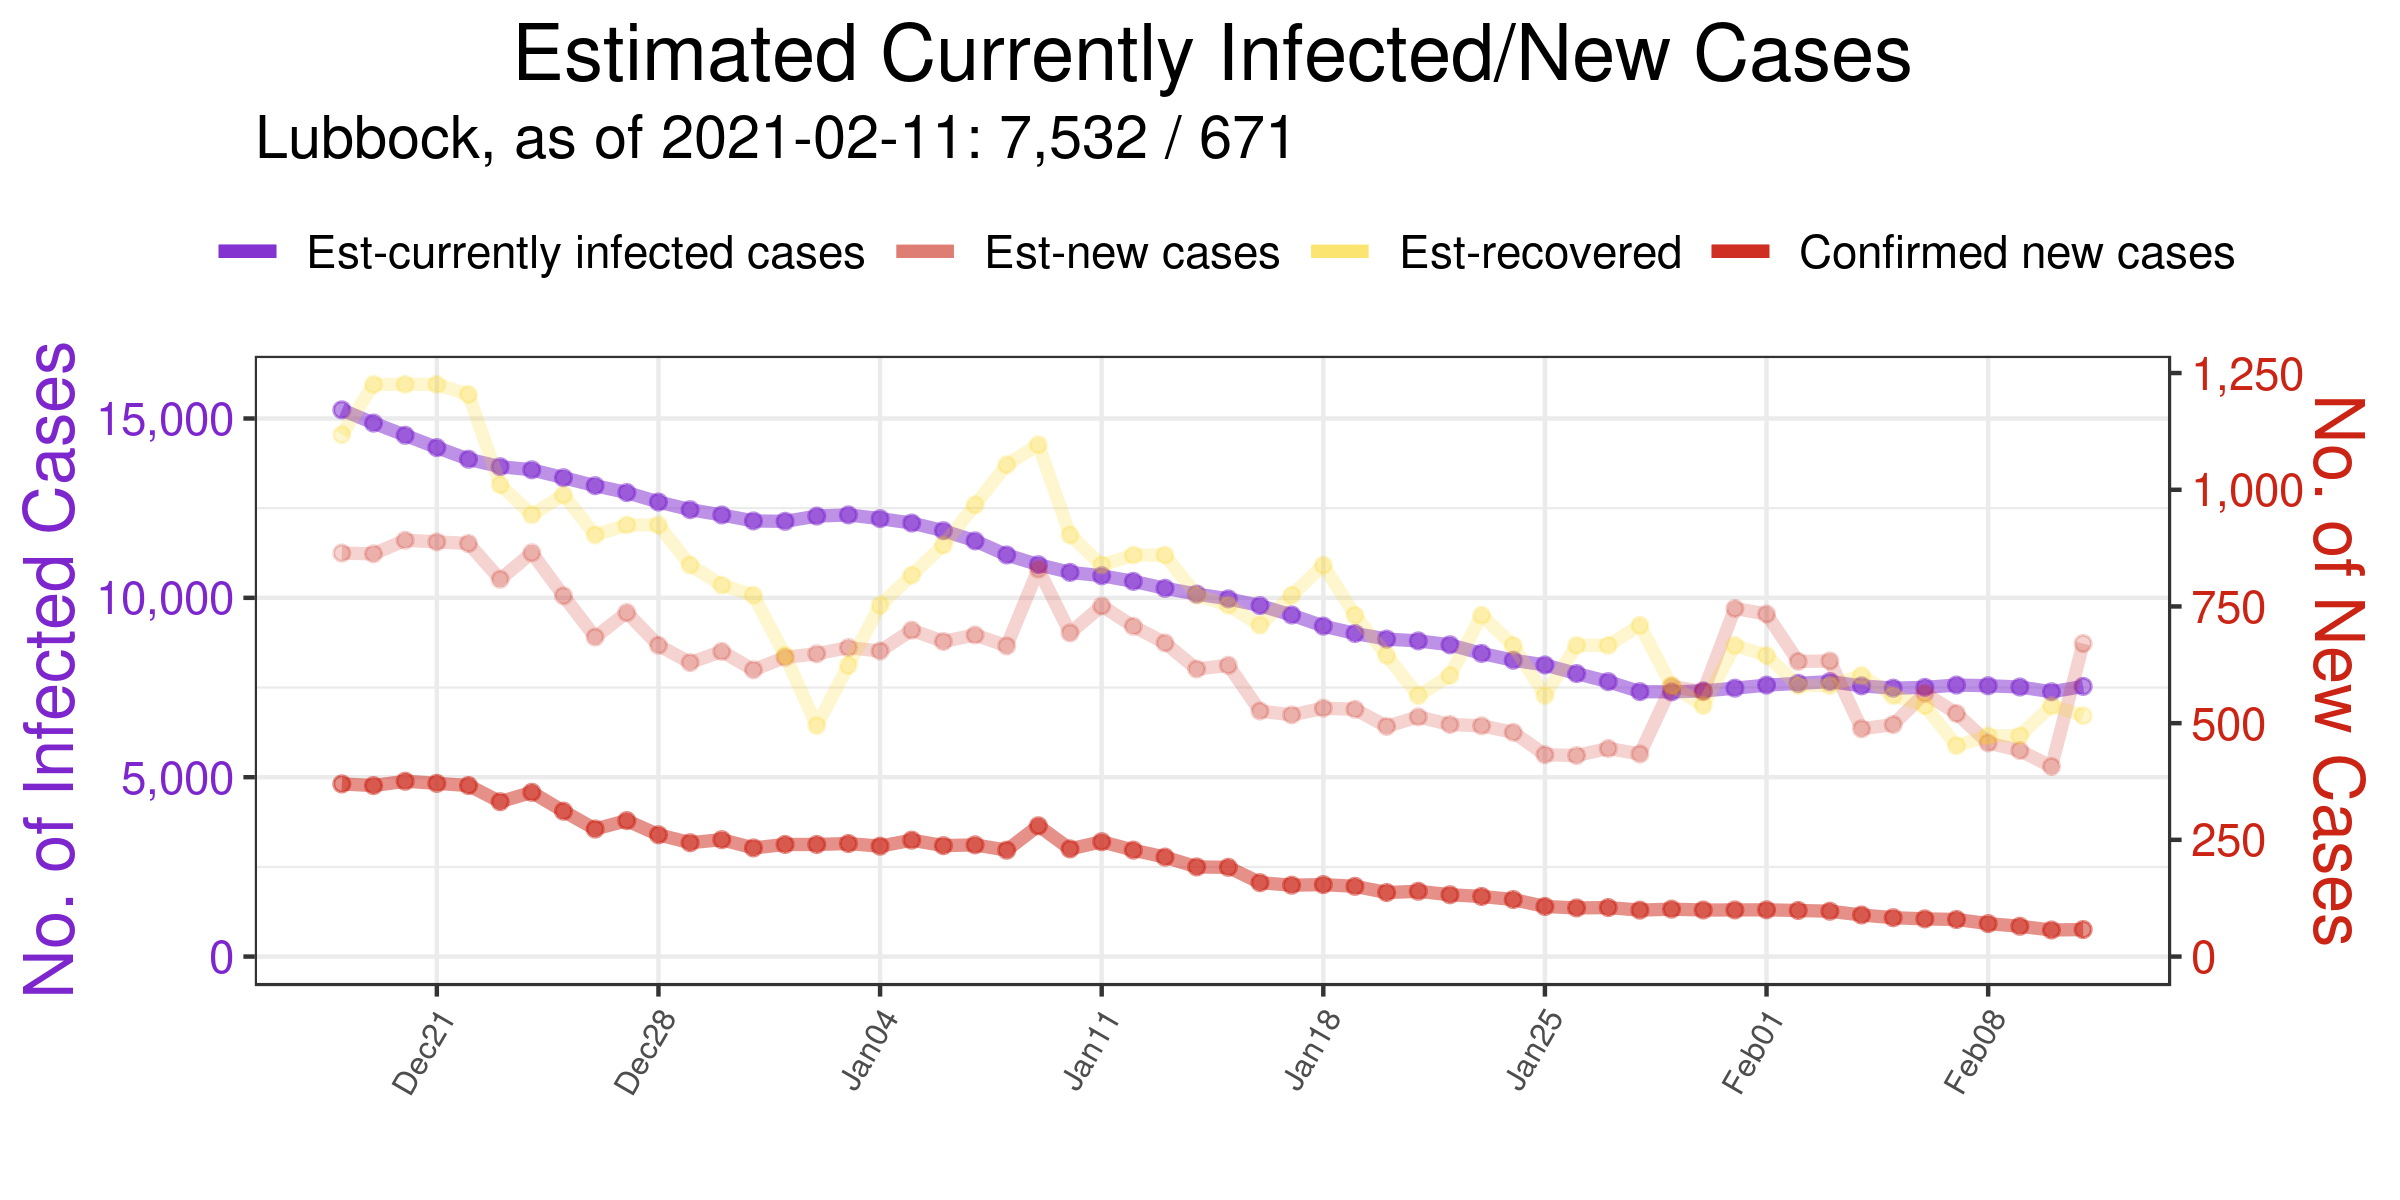 Estimated Currently Infected/New Cases
Lubbock, as of 2021-02-11: 7,532 / 671
Est-currently infected cases Est-new cases Est-recovered Confirmed new cases
No. of Infected Cases
15,000
10,000
5,000
0
1,250
1,000
750
500
250
0
No. of New Cases
Dec21 Dec28 Jan04 Jan11 Jan18 Jan25 Feb01 Feb08